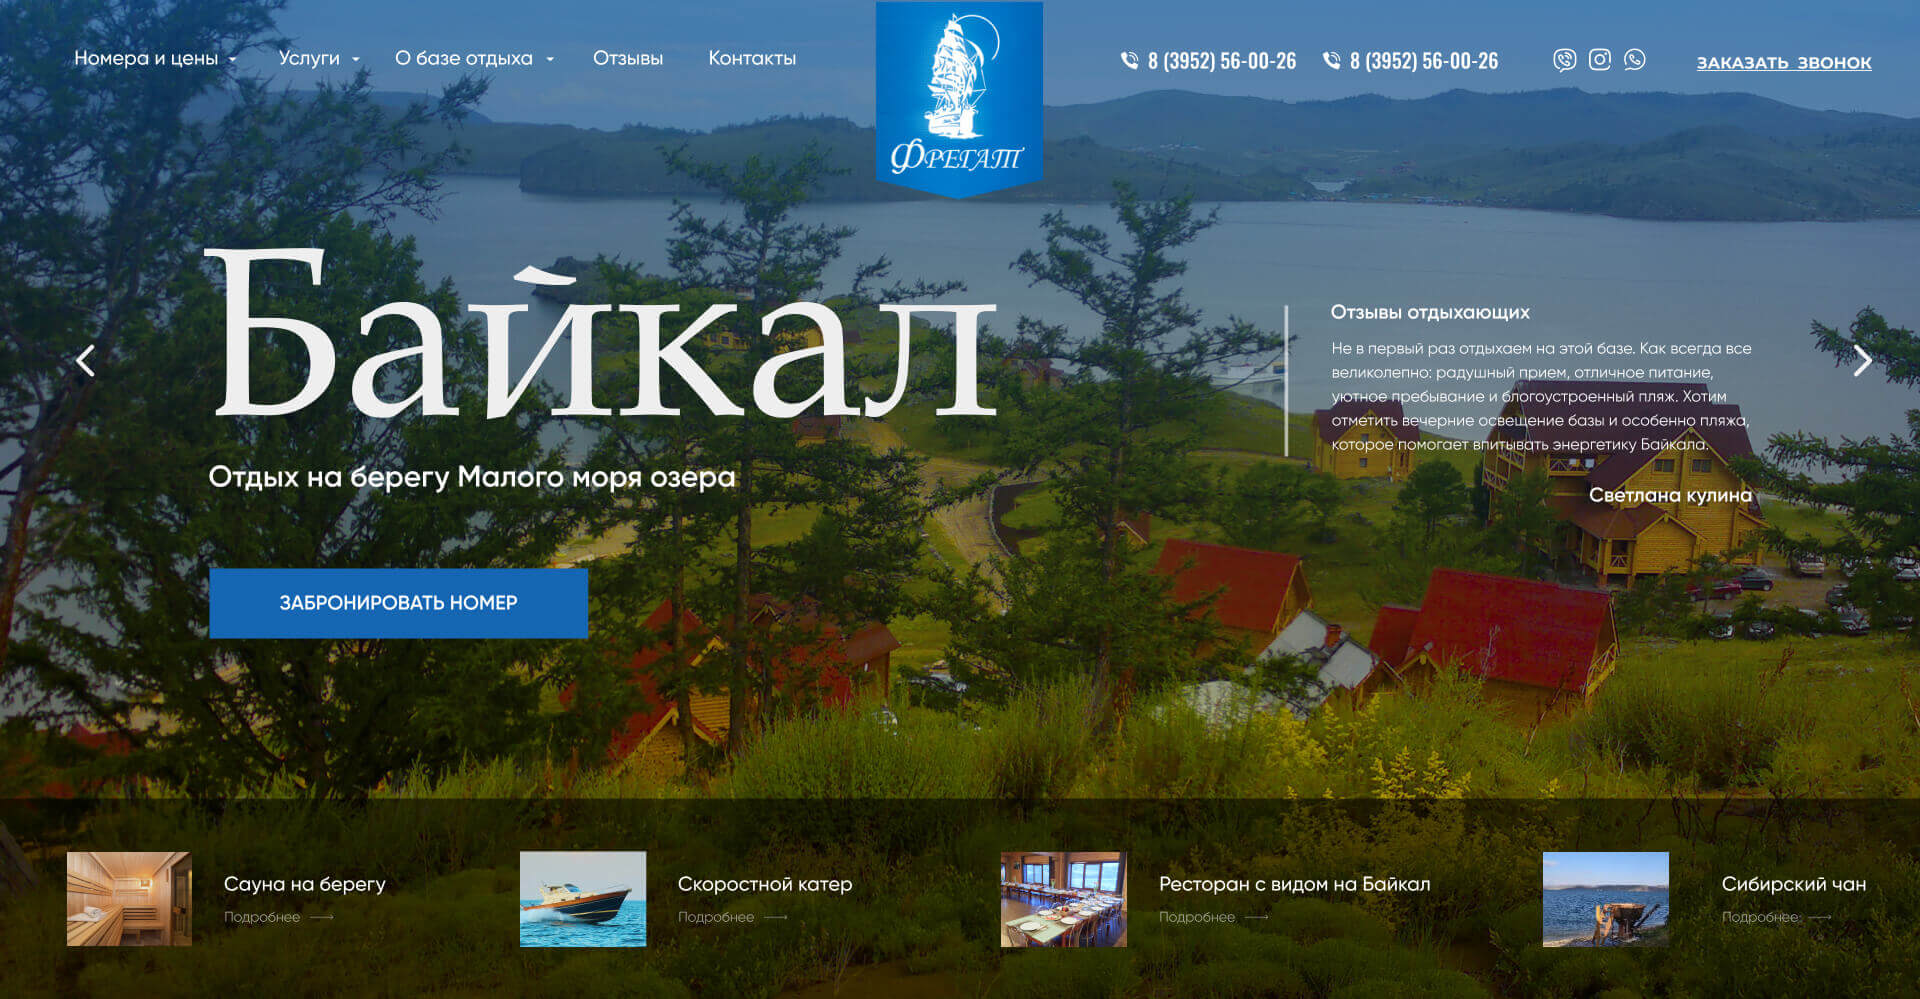 Номера и цены
Услуги
О базе отдыха
Отзывы
Контакты
Фрегат
8 (3952) 56-00-26
8 (3952) 56-00-26
ЗАКАЗАТЬ ЗВОНОК
Байкал
Отдых на берегу Малого моря озера
ЗАБРОНИРОВАТЬ НОМЕР
Отзывы отдыхающих
Не в первый раз отдыхаем на этой базе. Как всегда все
великолепно: радушный прием, отличное питание,
уютное пребывание и блогоустроенный пляж. Хотим
отметить вечерние освещение базы и особенно пляжа,
которое помогает впитывать энергетику Байкала.
Светлана кулина
Сауна на берегу
Подробнее
Скоростной катер
Подробнее
Ресторан с видом на Байкал
Подробнее
Сибирский чан
Подробнее